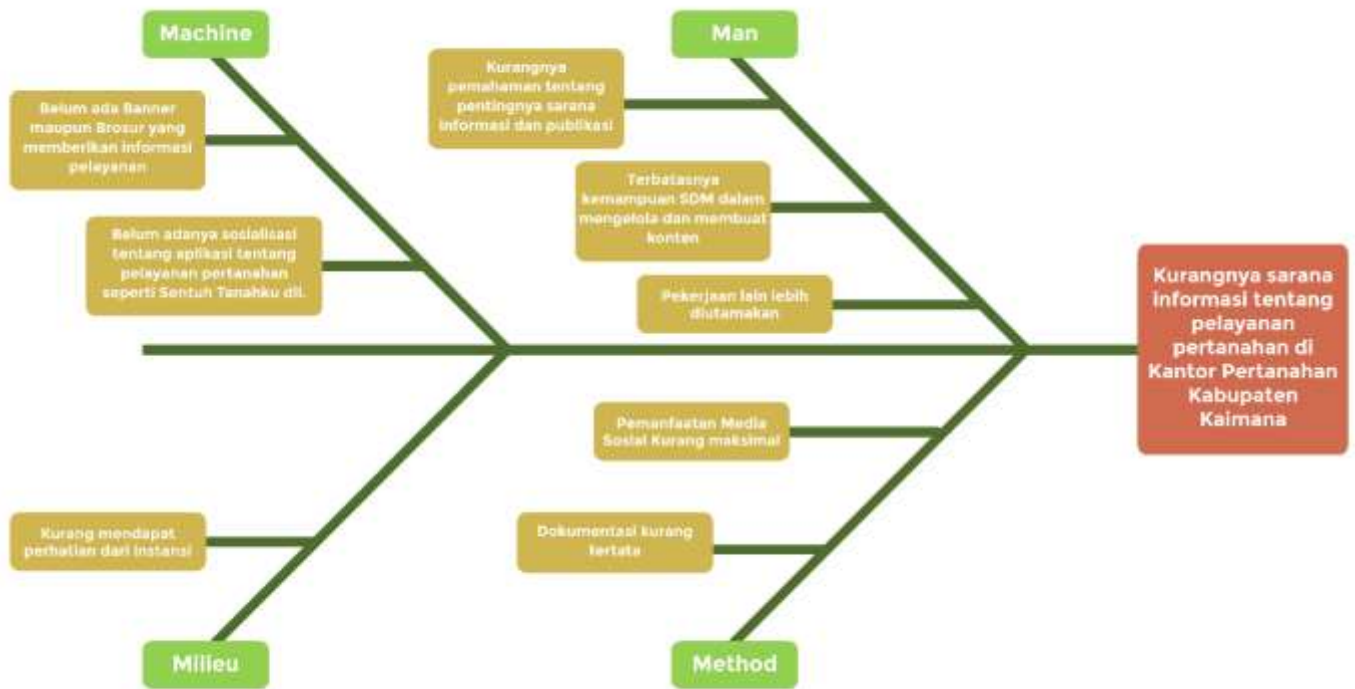 Machine
Belum ada Banner
maupun Brosur yang
memberikan informasi
pelayanan
Belum adanya sosialisasi
tentang aplikasi tentang
pelayanan pertanahan
seperti Sentuh Tanahku dll.
Man
Kurangnya
pemahaman tentang
pentingnya sarana
informasi dan publikasi
Terbatasnya
kemampuan SDM dalam
mengelola dan membuat
konten
Pekerjaan lain lebih
diutamakan
Kurangnya sarana
informasi tentang
pelayanan
pertanahan di
Kantor Pertanahan
Kabupaten
Kaimana
Kurang mendapat
perhatian dari instansi
Milieu
Pemanfaatan Media
Sosial Kurang maksimal
Dokumentasi kurang
tertata
Method